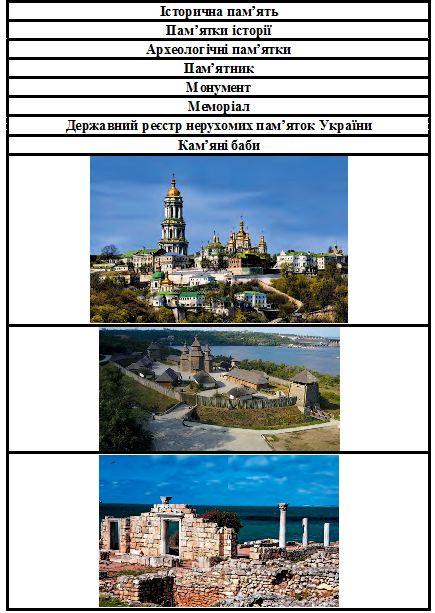 Історична пам’ять
Пам’ятки історії
Археологічні пам’ятки
Пам’ятник
Монумент
Меморіал
Державний реєстр нерухомих пам’яток України
Кам’яні баби